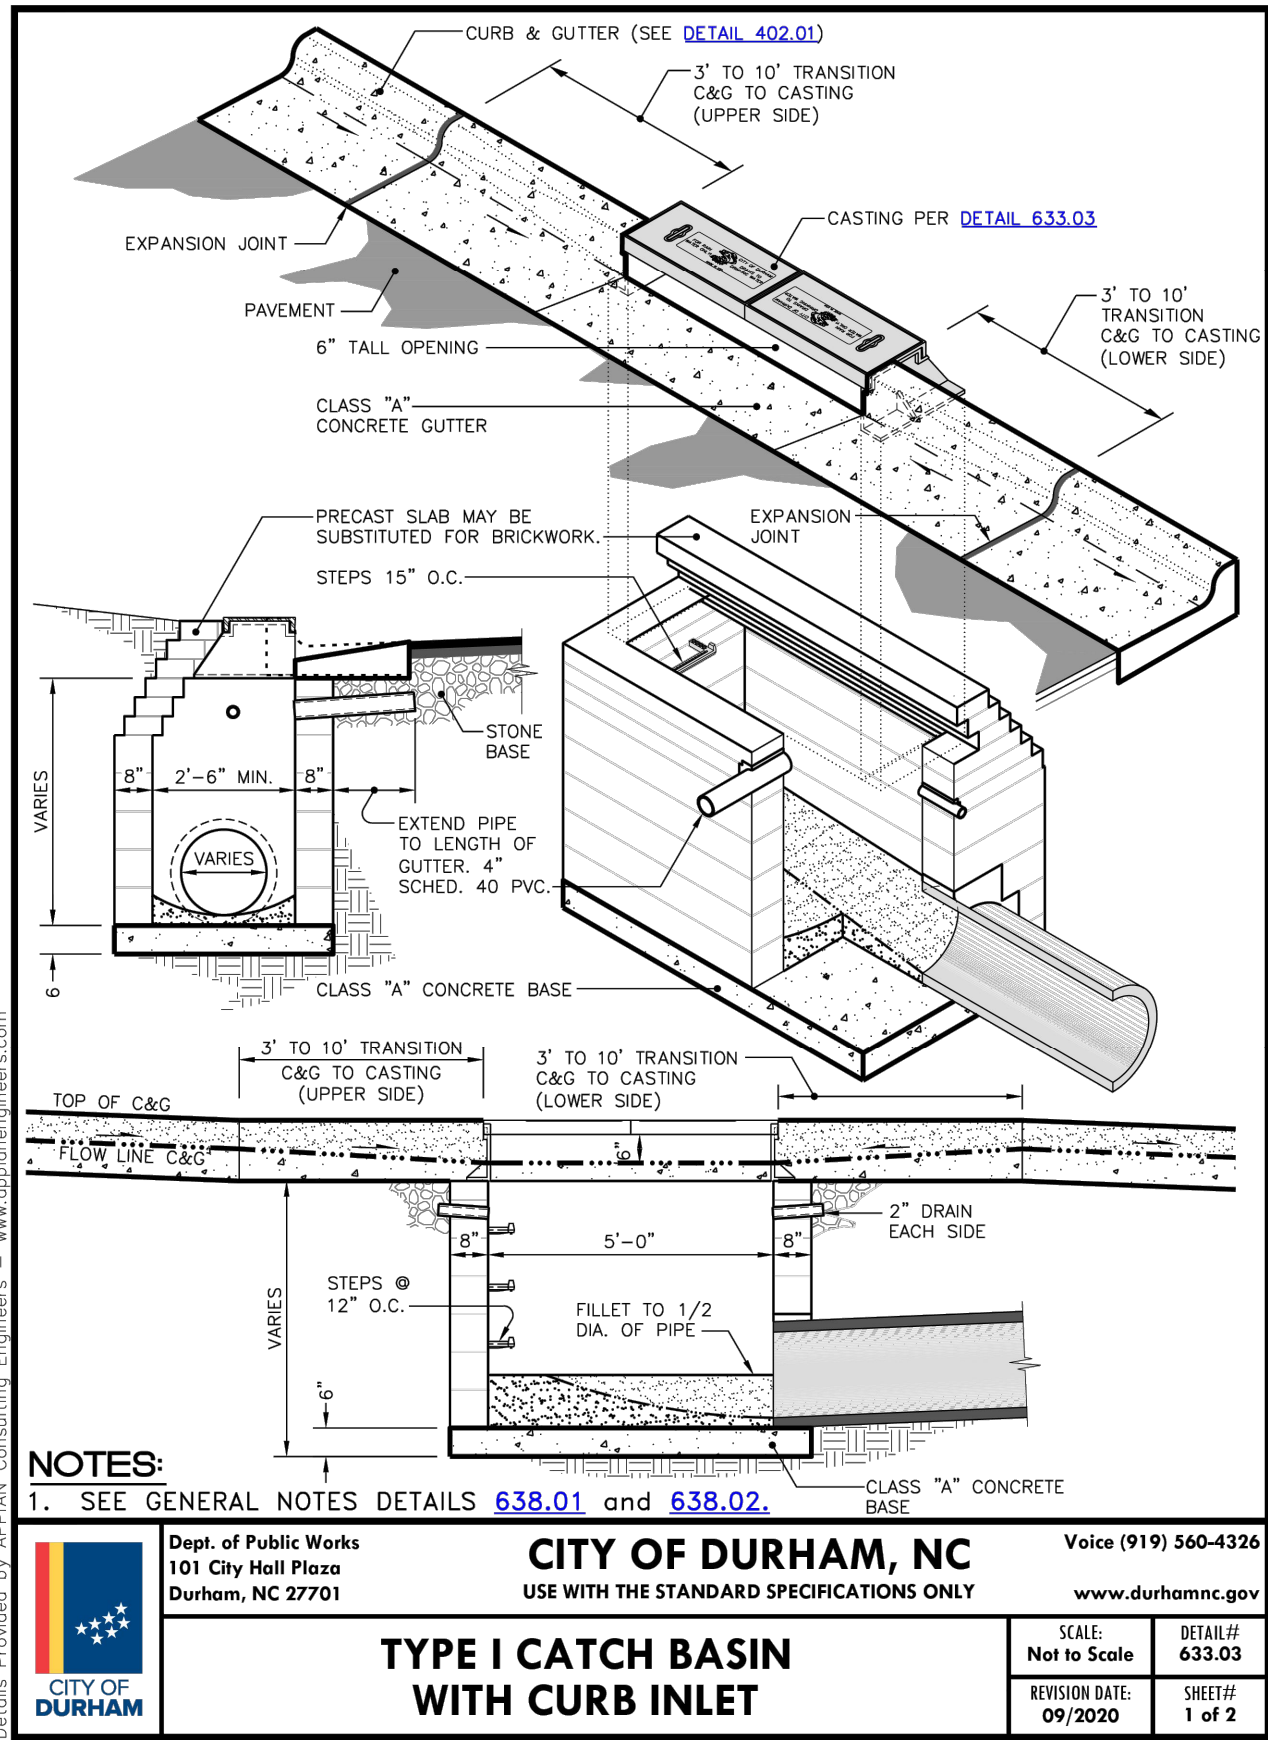 CURB & GUTTER (SEE DETAIL 402.01)
3' TO 10' TRANSITION
C&G TO CASTING
(UPPER SIDE)
CASTING PER DETAIL 633.03
EXPANSION JOINT
PAVEMENT
6" TALL OPENING
3' TO 10'
TRANSITION
C&G TO CASTING
(LOWER SIDE)
CLASS "A"
CONCRETE GUTTER
PRECAST SLAB MAY BE
SUBSTITUTED FOR BRICKWORK.
EXPANSION
JOINT
STEPS 15" O.C.
STONE
BASE
8"
2'-6" MIN.
8"
VARIES
EXTEND PIPE
TO LENGTH OF
GUTTER. 4"
SCHED. 40 PVC.
VARIES
6
CLASS "A" CONCRETE BASE
3' TO 10' TRANSITION
C&G TO CASTING
(UPPER SIDE)
3' TO 10' TRANSITION
C&G TO CASTING
(LOWER SIDE)
TOP OF C&G
FLOW LINE C&G
6"
2" DRAIN
EACH SIDE
8"
5'-0"
8"
STEPS @
12" O.C.
VARIES
FILLET TO 1/2
DIA. OF PIPE
6"
CLASS "A" CONCRETE
BASE
NOTES:
1. SEE GENERAL NOTES DETAILS 638.01 and 638.02.
Details Provided by APPIAN Consulting Engineers – www.appianengineers.com
Dept. of Public Works
101 City Hall Plaza
Durham, NC 27701
CITY OF DURHAM, NC
USE WITH THE STANDARD SPECIFICATIONS ONLY
Voice (919) 560-4326
www.durhamnc.gov
CITY OF
DURHAM
TYPE I CATCH BASIN
WITH CURB INLET
SCALE:
Not to Scale
DETAIL#
633.03
REVISION DATE:
09/2020
SHEET#
1 of 2